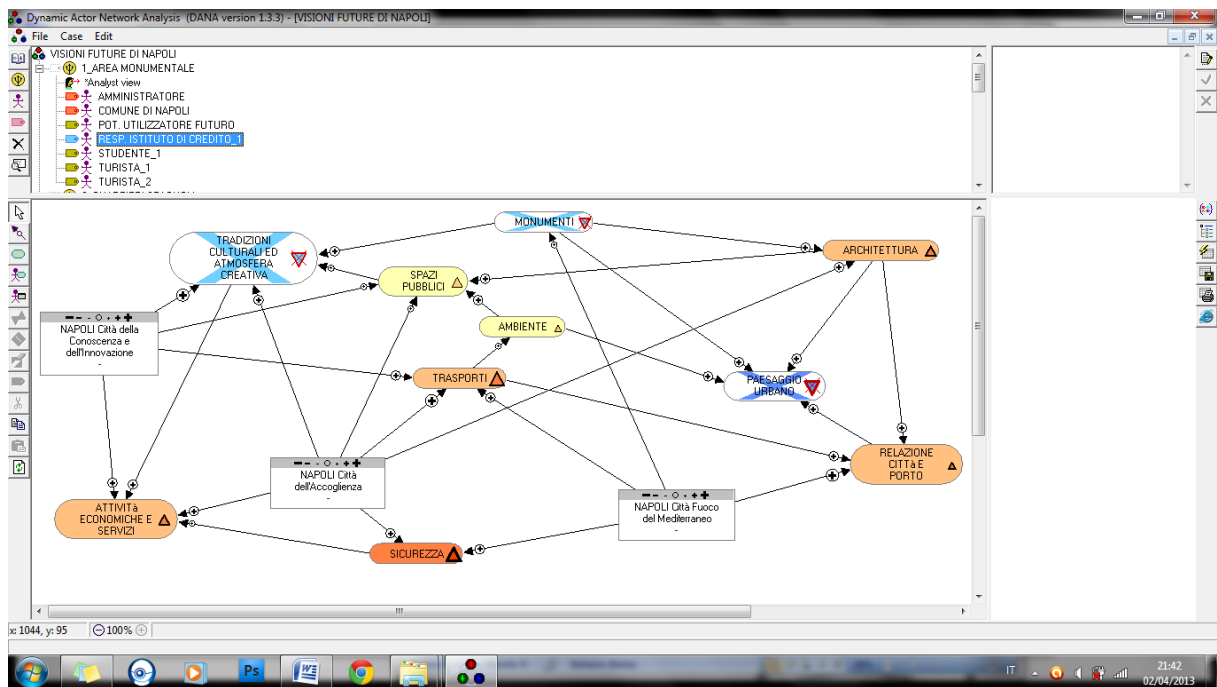 Dynamic Actor Network Analysis (DANA version 1.3.3) - [VISIONI FUTURE DI NAPOLI]
File Case Edit
VISIONI FUTURE DI NAPOLI
1_AREA MONUMENTALE
*Analyst view
AMMINISTRATORE
COMUNE DI NAPOLI
POT. UTILIZZATORE FUTURO
RESP. ISTITUTO DI CREDITO_1
STUDENTE_1
TURISTA_1
TURISTA_2
MONUMENTI
TRADIZIONI
CULTURALI ED
ATMOSFERA
CREATIVA
ARCHITETTURA
SPAZI
PUBBLICI
AMBIENTE
NAPOLI Città della
Conoscenza e
dell'Innovazione
-
TRASPORTI
PAESAGGIO
URBANO
RELAZIONE
CITTà E
PORTO
NAPOLI Città
dell'Accoglienza
-
NAPOLI Città Fuoco
del Mediterraneo
-
ATTIVITà
ECONOMICHE E
SERVIZI
SICUREZZA
x: 1044, y: 95 100%
Ps
W
IT
21:42
02/04/2013